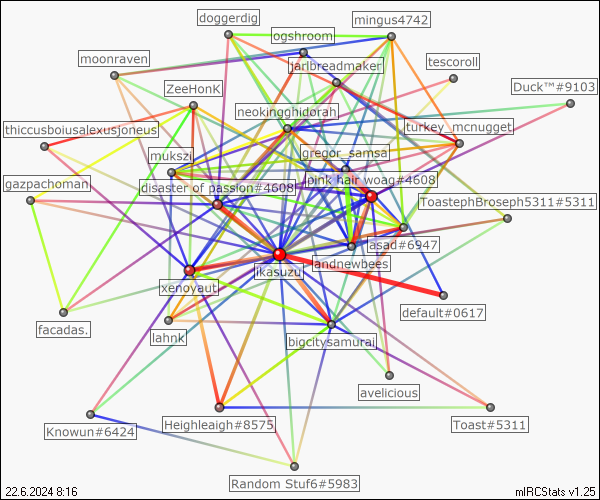 doggerdig
mingus4742
ogshroom
moonraven
jarlbreadmaker
tescoroll
ZeeHonK
Duck™#9103
neokingghidorah
thiccusboiusalexusjoneus
turkey_mcnugget
mukszi
gregor_samsa
gazpachoman
disaster of passion#4608
pink hair woag#4608
ToastephBroseph5311#5311
asad#6947
landnewbees
ikasuzu
xenoyaut
default#0617
facadas.
lahnk
bigcitysamurai
avelicious
Knowun#6424
Heighleaigh#8575
Toast#5311
Random Stuf6#5983
22.6.2024 8:16
mIRCStats v1.25